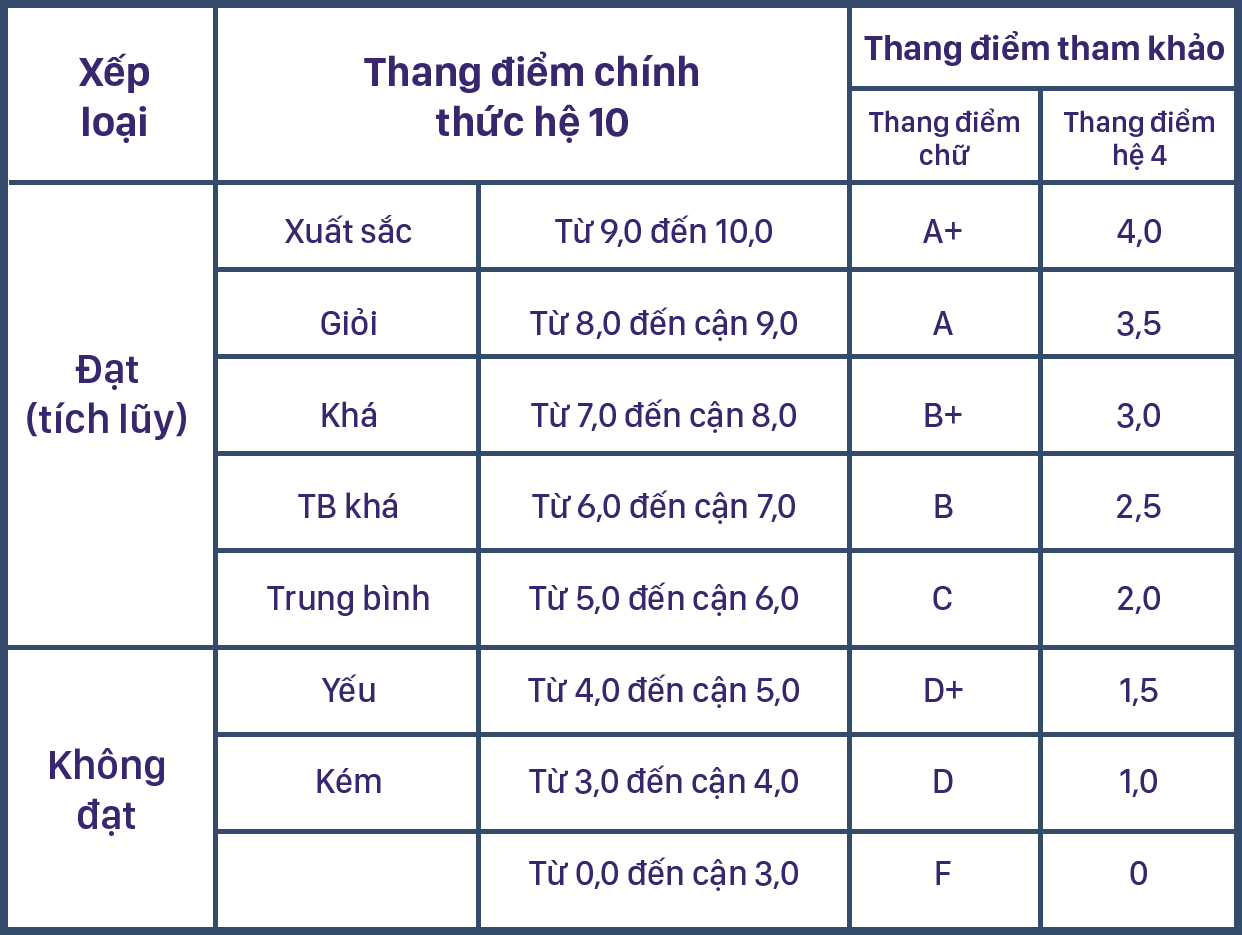 Xếp
loại
Thang điểm chính
thức hệ 10
Thang điểm tham khảo
Thang điểm
chữ
Thang điểm
hệ 4
Đạt
(tích lũy)
Xuất sắc
Từ 9,0 đến 10,0
A+
4,0
Giỏi
Từ 8,0 đến cận 9,0
A
3,5
Khá
Từ 7,0 đến cận 8,0
B+
3,0
TB khá
Từ 6,0 đến cận 7,0
B
2,5
Trung bình
Từ 5,0 đến cận 6,0
C
2,0
Không
đạt
Yếu
Từ 4,0 đến cận 5,0
D+
1,5
Kém
Từ 3,0 đến cận 4,0
D
1,0
Từ 0,0 đến cận 3,0
F
0